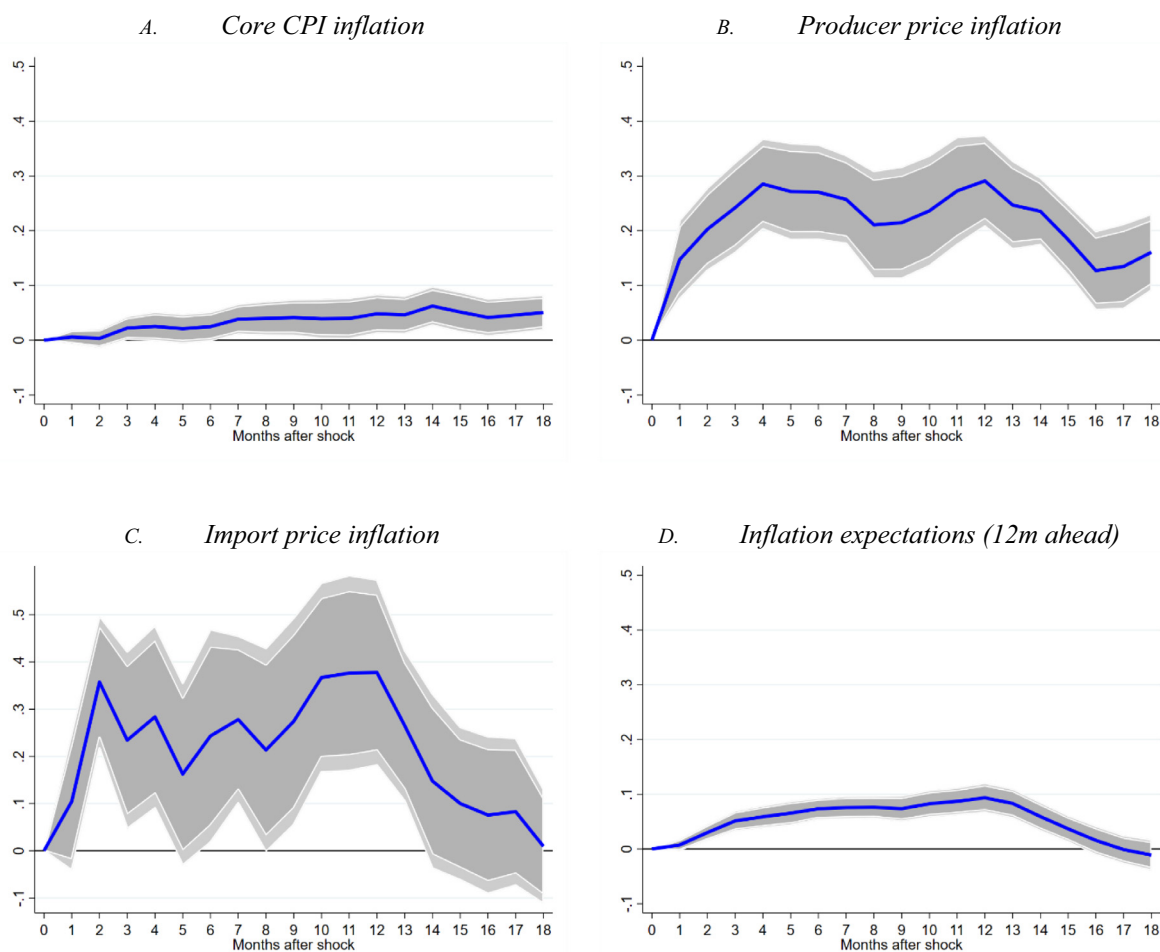 A. Core CPI inflation
B. Producer price inflation
.5
.4
.3
.2
.1
0
-.1
0 1 2 3 4 5 6 7 8 9 10 11 12 13 14 15 16 17 18
Months after shock
.5
.4
.3
.2
.1
0
-.1
0 1 2 3 4 5 6 7 8 9 10 11 12 13 14 15 16 17 18
Months after shock
C. Import price inflation
D. Inflation expectations (12m ahead)
.5
.4
.3
.2
.1
0
-.1
0 1 2 3 4 5 6 7 8 9 10 11 12 13 14 15 16 17 18
Months after shock
.5
.4
.3
.2
.1
0
-.1
0 1 2 3 4 5 6 7 8 9 10 11 12 13 14 15 16 17 18
Months after shock